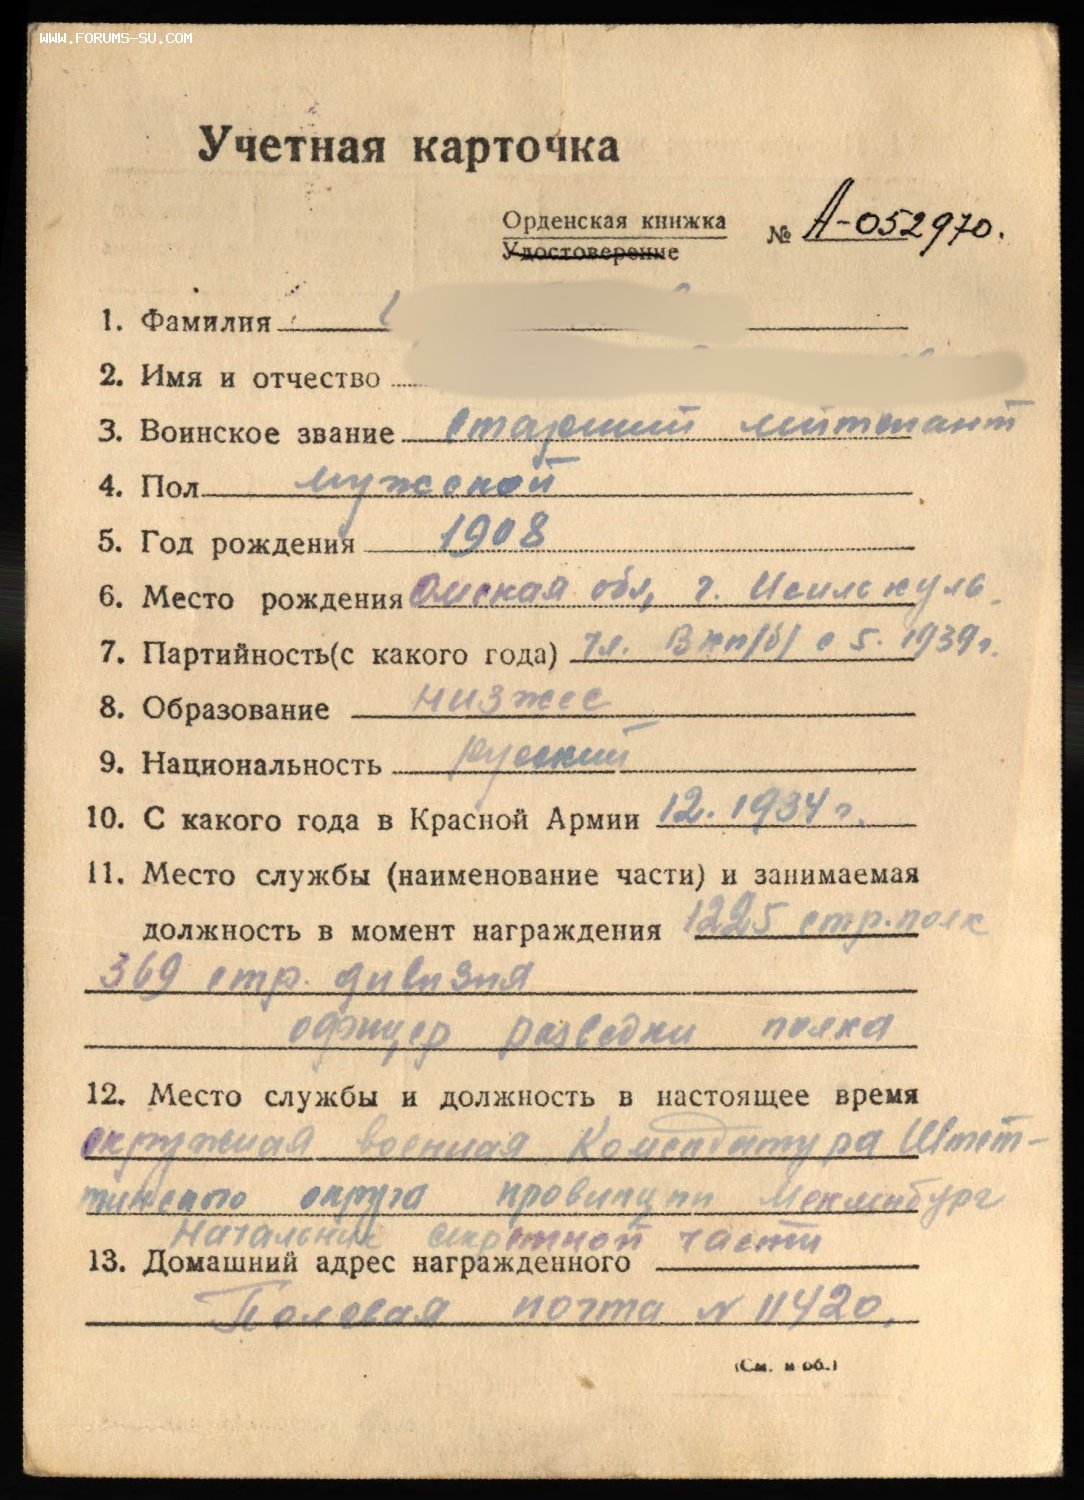 WWW.FORUMS-SU.COM
Учетная карточка
Орденская книжка
Удостоверение
№ А-052970.
1. Фамилия
2. Имя и отчество
3. Воинское звание старший лейтенант
4. Пол мужской
5. Год рождения 1908
6. Место рождения Омская обл, г. Исилькуль.
7. Партийность(с какого года) чл. Вкп/б/ с 5. 1939г.
8. Образование низжее
9. Национальность русский
10. С какого года в Красной Армии 12. 1934 г.
11. Место службы (наименование части) и занимаемая
должность в момент награждения 1225 стр.полк
369 стр. дивизия
офицер разведки полка
12. Место службы и должность в настоящее время
окружная военная Комендатура Штет-
тинского округа провинции Мекленбург
Начальник секретной части
13. Домашний адрес награжденного
Полевая почта № 11420.
(См. н об.)